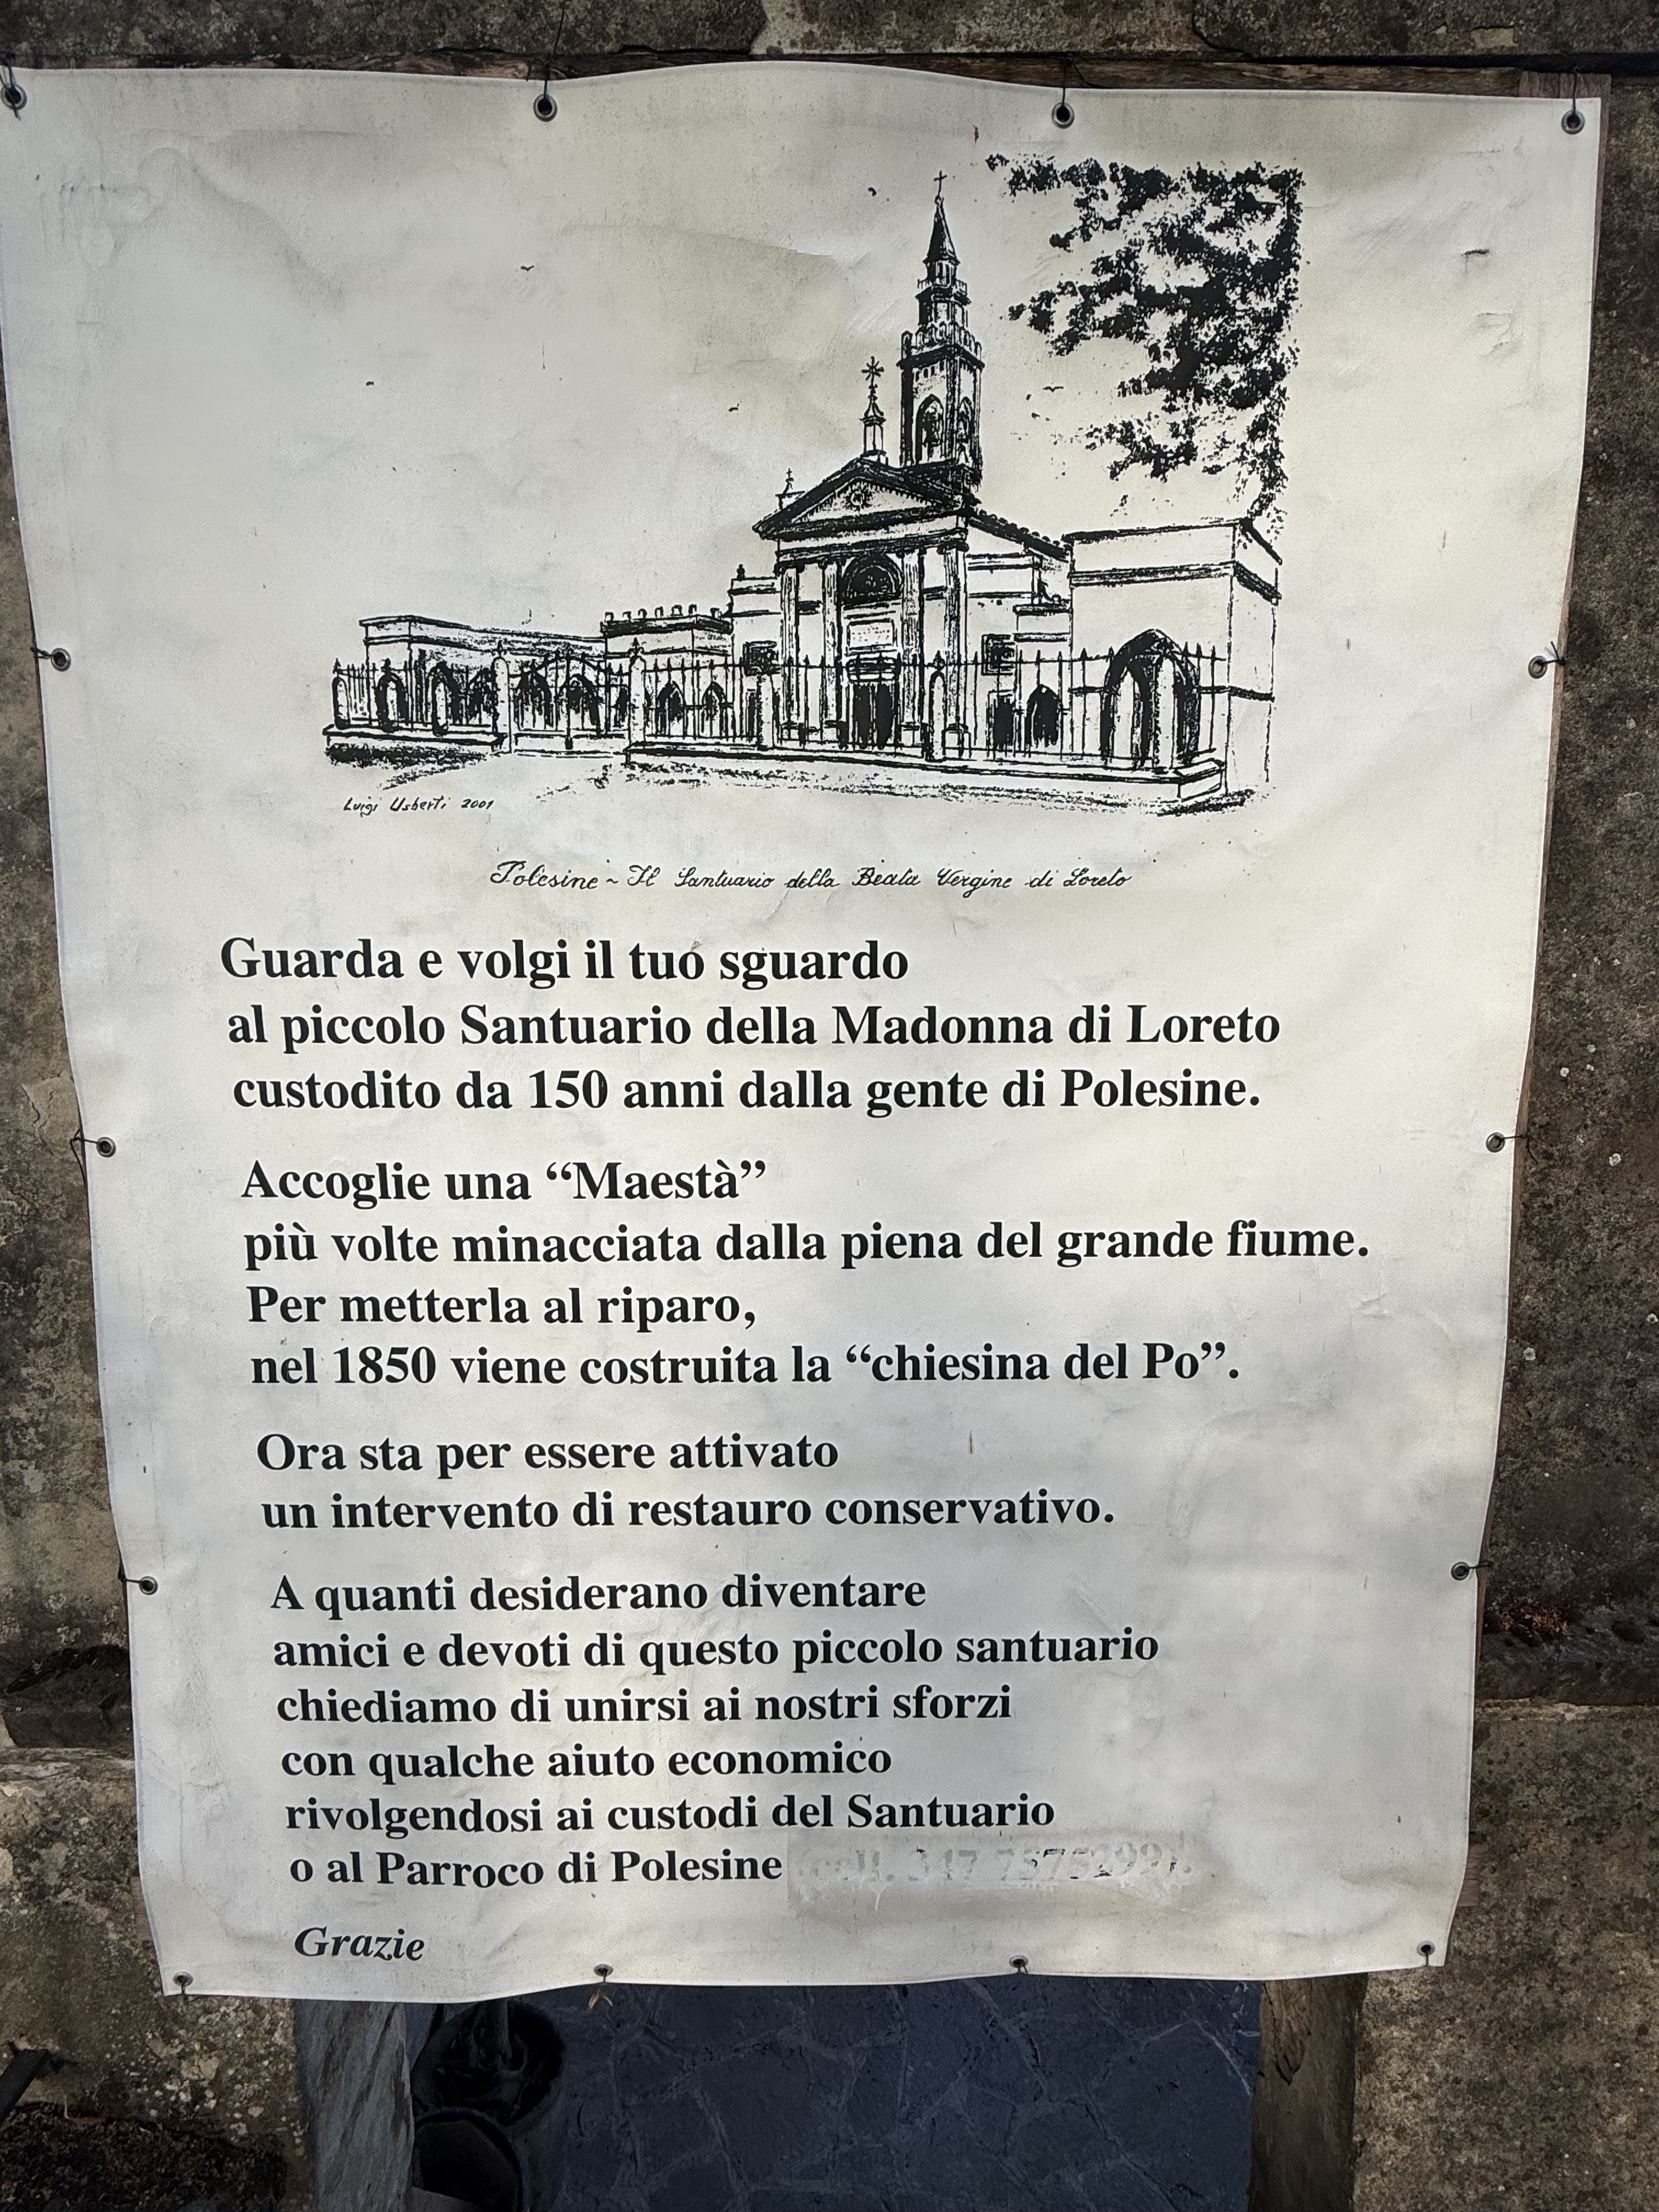 Luigi Usberti 2001
Polesine ~ Il Santuario della Beata Vergine di Loreto
Guarda e volgi il tuo sguardo
al piccolo Santuario della Madonna di Loreto
custodito da 150 anni dalla gente di Polesine.
Accoglie una “Maestà”
più volte minacciata dalla piena del grande fiume.
Per metterla al riparo,
nel 1850 viene costruita la “chiesina del Po”.
Ora sta per essere attivato
un intervento di restauro conservativo.
A quanti desiderano diventare
amici e devoti di questo piccolo santuario
chiediamo di unirsi ai nostri sforzi
con qualche aiuto economico
rivolgendosi ai custodi del Santuario
o al Parroco di Polesine
Grazie